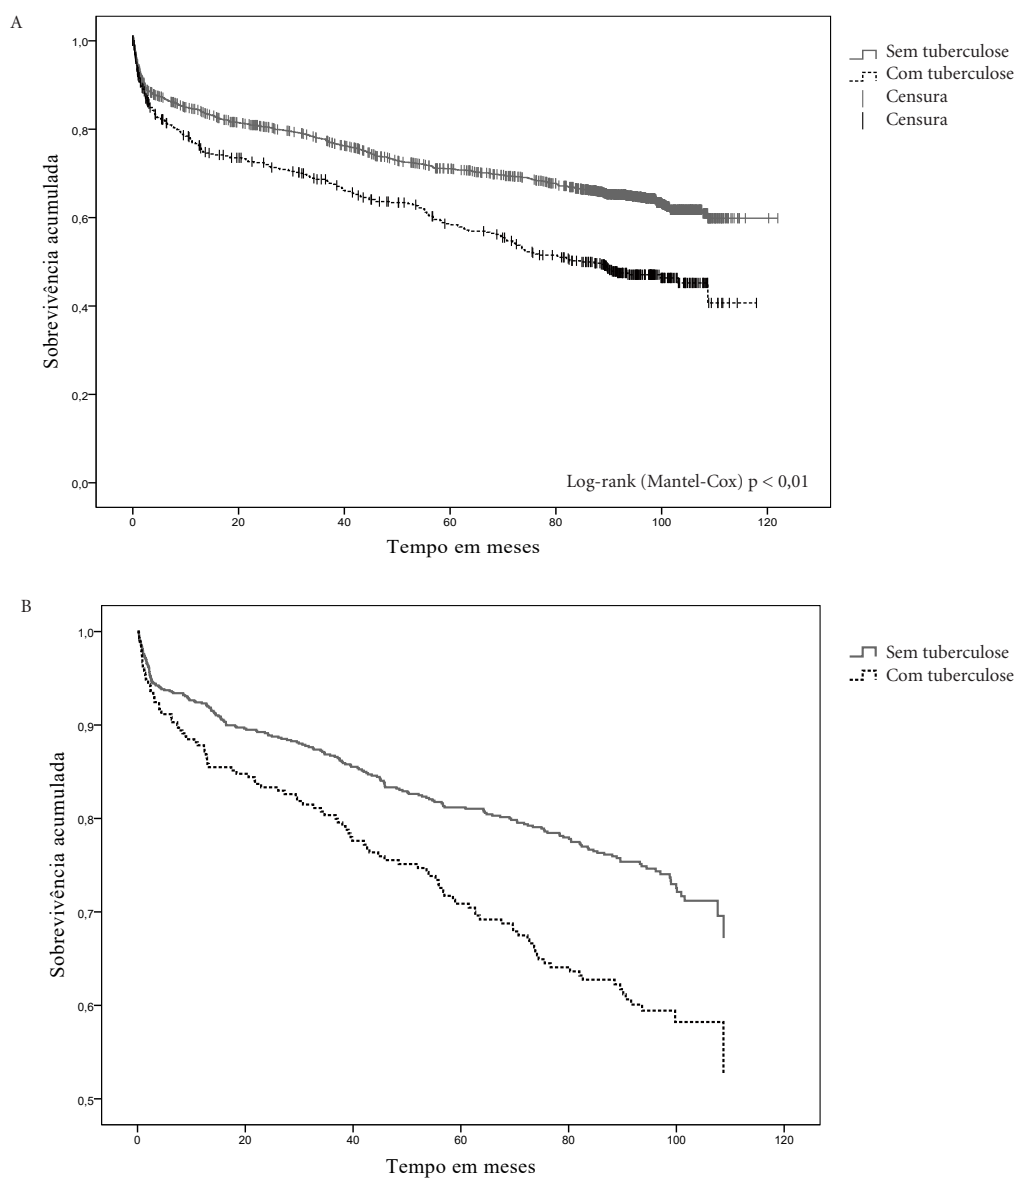 A
1,0
0,8
0,6
0,4
0,2
0,0
Sobrevivência acumulada
Log-rank (Mantel-Cox) p < 0,01
0 20 40 60 80 100 120
Tempo em meses
Sem tuberculose
Com tuberculose
Censura
Censura
B
1,0
0,9
0,8
0,7
0,6
0,5
Sobrevivência acumulada
0 20 40 60 80 100 120
Tempo em meses
Sem tuberculose
Com tuberculose